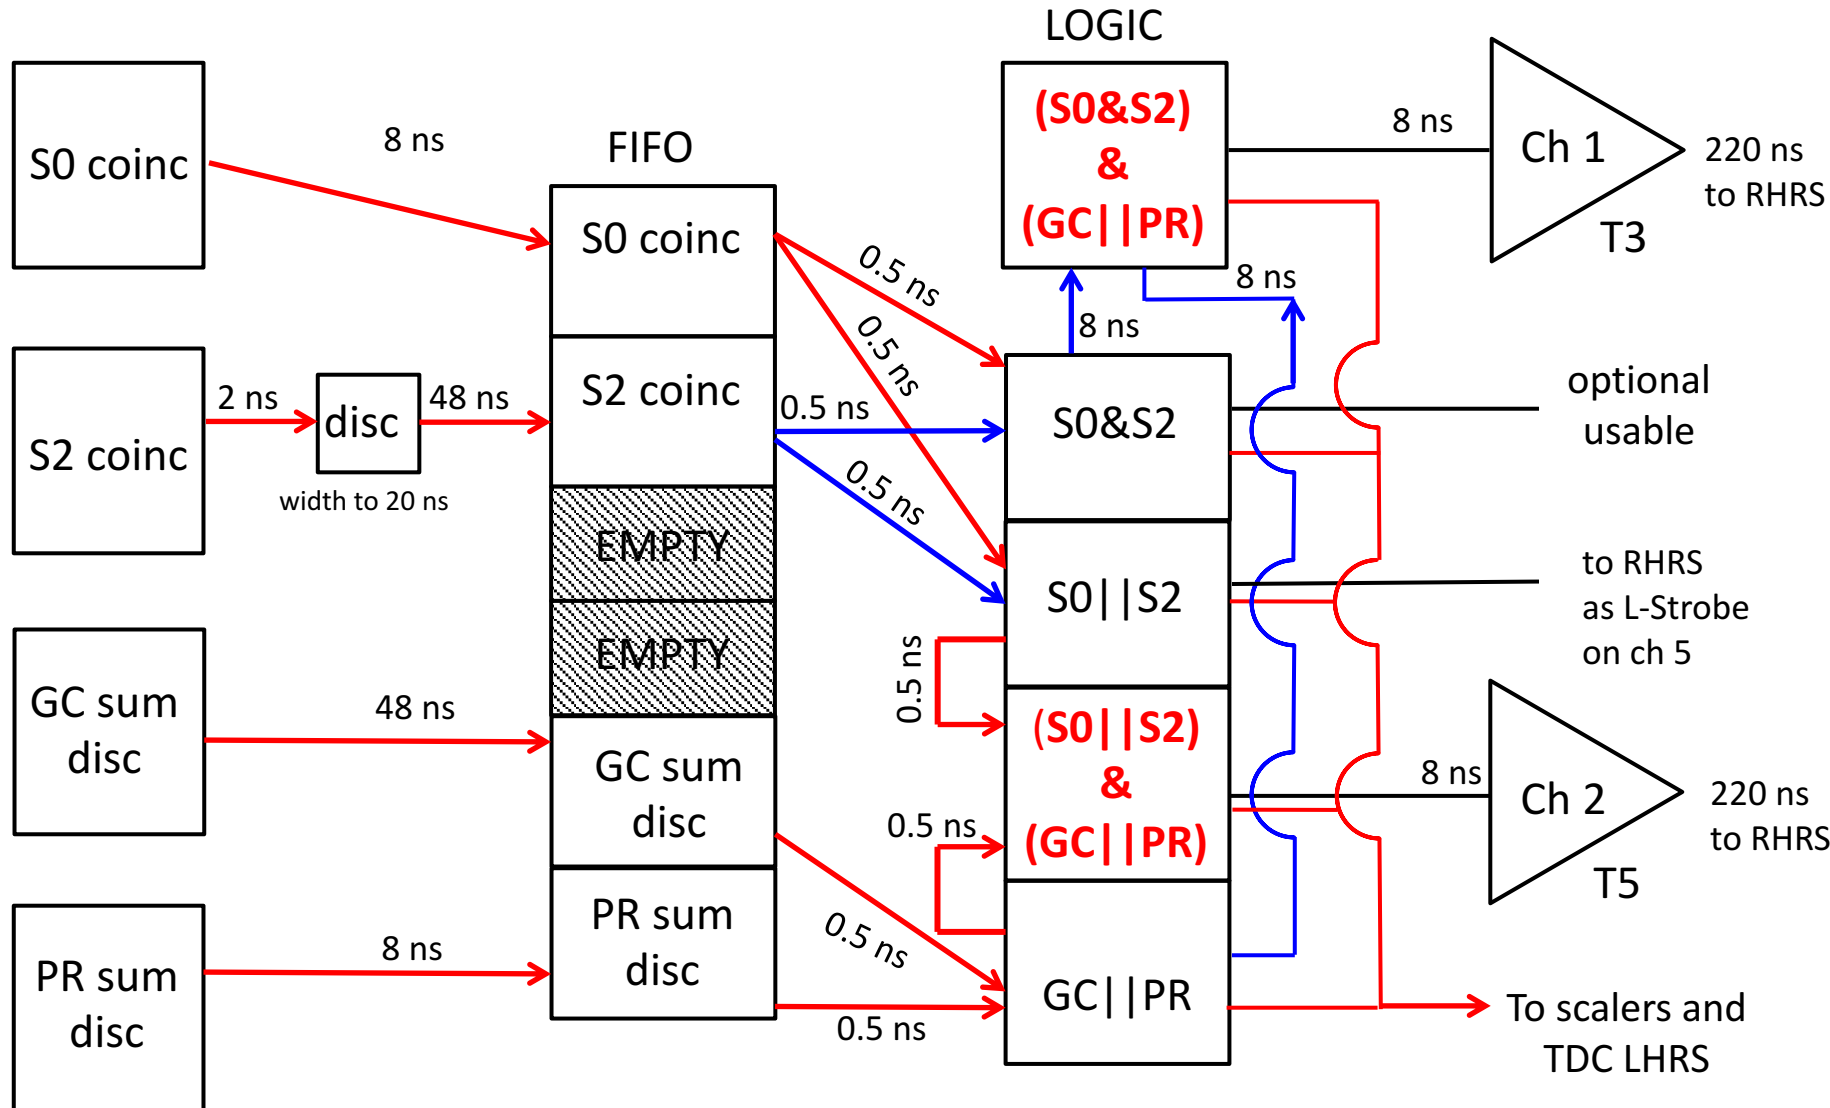 LOGIC
S0 coinc
8 ns
FIFO
S0 coinc
0.5 ns
0.5 ns
(S0&S2)
&
(GC||PR)
8 ns
8 ns
8 ns
Ch 1
220 ns
to RHRS
T3
S2 coinc
2 ns
disc
48 ns
width to 20 ns
S2 coinc
0.5 ns
0.5 ns
S0&S2
optional
usable
EMPTY
EMPTY
S0||S2
to RHRS
as L-Strobe
on ch 5
0.5 ns
GC sum
disc
48 ns
GC sum
disc
0.5 ns
(S0||S2)
&
(GC||PR)
8 ns
Ch 2
220 ns
to RHRS
T5
PR sum
disc
8 ns
PR sum
disc
0.5 ns
0.5 ns
GC||PR
To scalers and
TDC LHRS